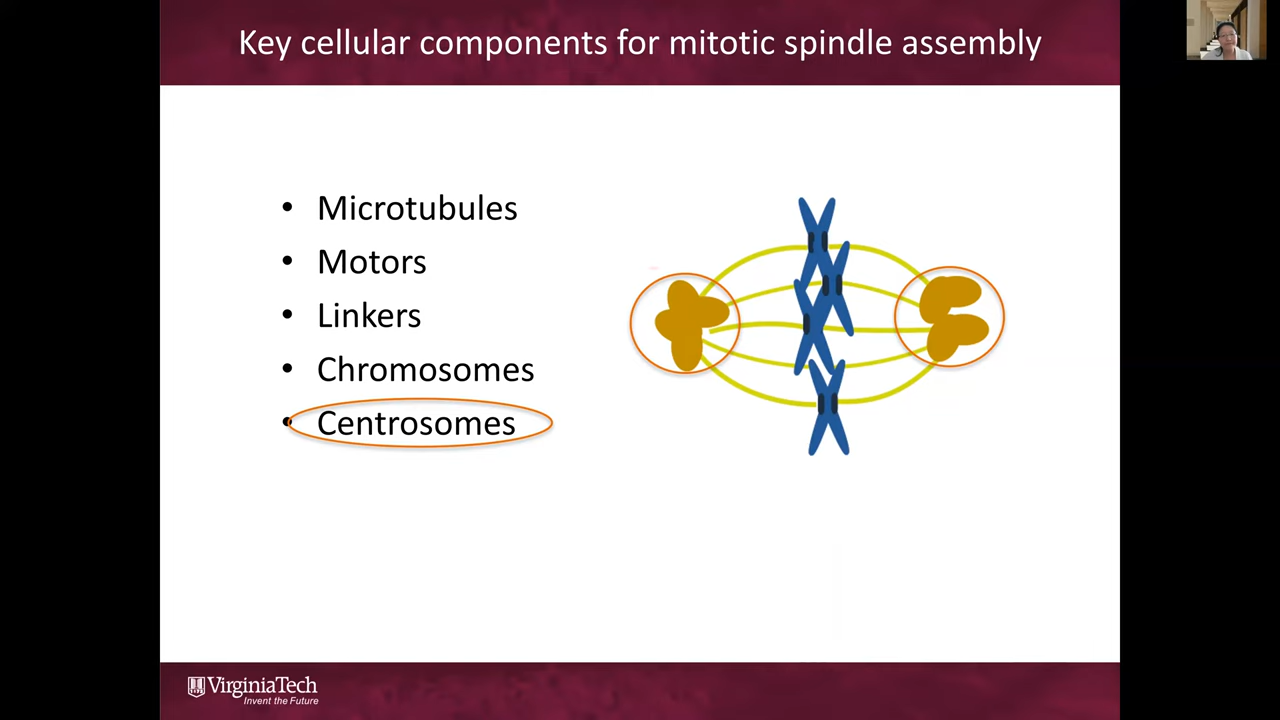 Key cellular components for mitotic spindle assembly
• Microtubules
• Motors
• Linkers
• Chromosomes
• Centrosomes
VirginiaTech
Invent the Future